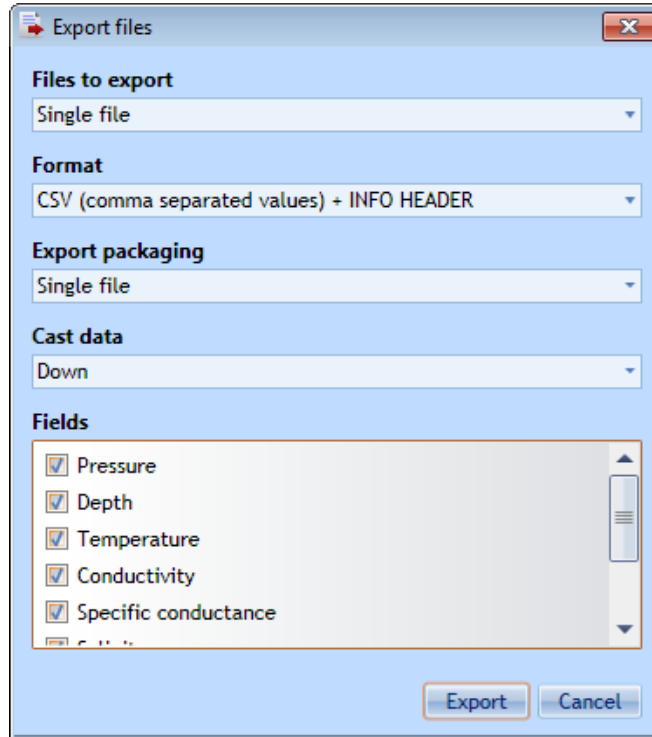 Export files
Files to export
Single file
Format
CSV (comma separated values) + INFO HEADER
Export packaging
Single file
Cast data
Down
Fields
Pressure
Depth
Temperature
Conductivity
Specific conductance
Export Cancel